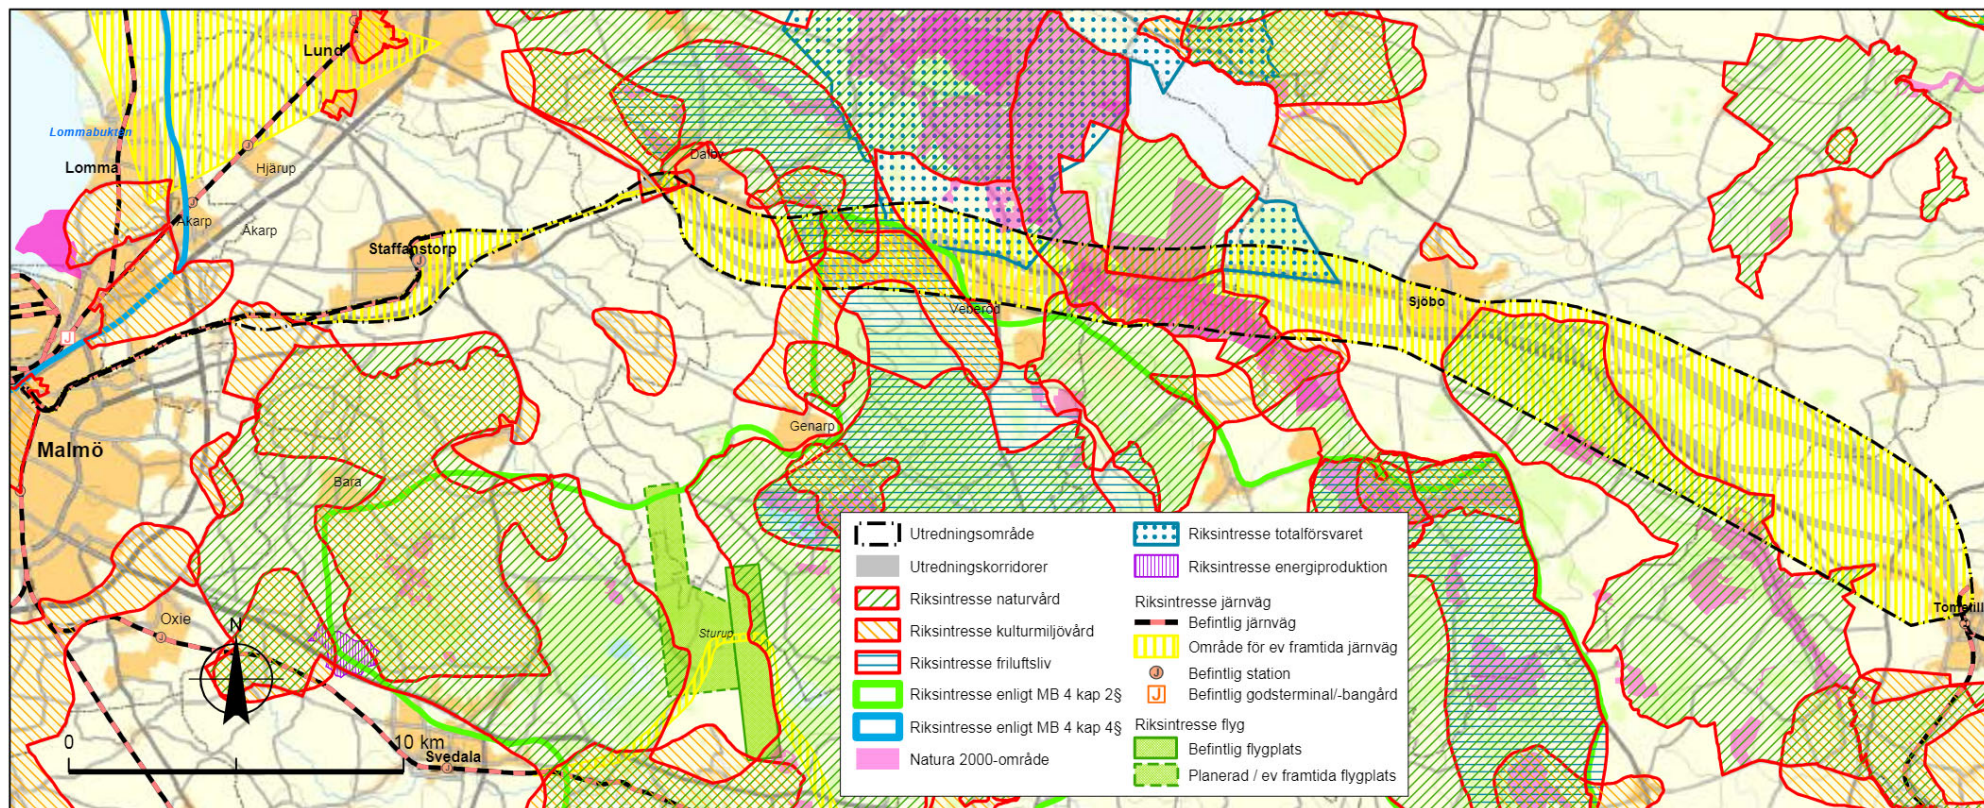 Lund
Lommabukten
Hjärup
Lomma
Dalby
Åkarp
Åkarp
Staffanstorp
J
Sjöbo
Veberöd
Malmö
Genarp
Bara
Oxie
N
Sturup
Tomelill
0
10 km
Svedala
Utredningsområde
Utredningskorridorer
Riksintresse naturvård
Riksintresse kulturmiljövård
Riksintresse friluftsliv
Riksintresse enligt MB 4 kap 2§
Riksintresse enligt MB 4 kap 4§
Natura 2000-område
Riksintresse totalförsvaret
Riksintresse energiproduktion
Riksintresse järnväg
Befintlig järnväg
Område för ev framtida järnväg
J Befintlig station
J Befintlig godsterminal/-bangård
Riksintresse flyg
Befintlig flygplats
Planerad / ev framtida flygplats